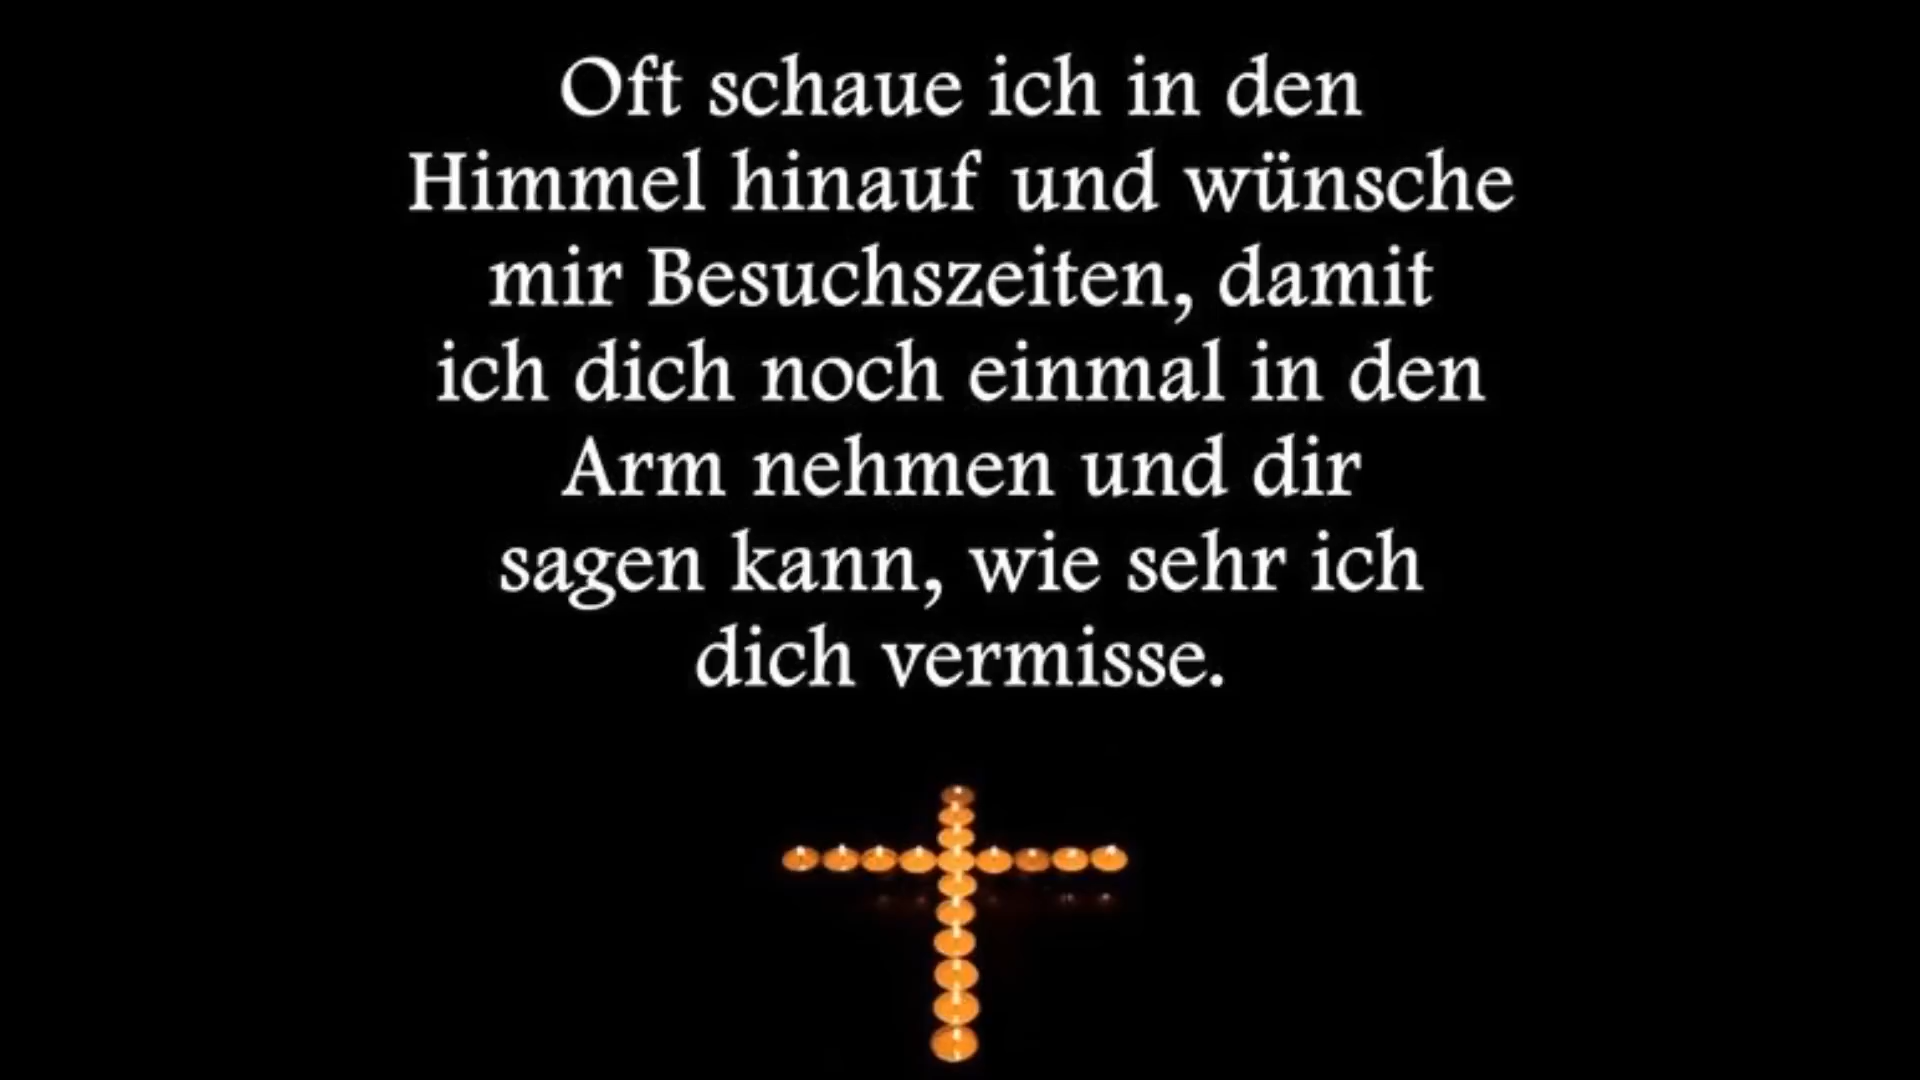 Oft schaue ich in den
Himmel hinauf und wünsche
mir Besuchszeiten, damit
ich dich noch einmal in den
Arm nehmen und dir
sagen kann, wie sehr ich
dich vermisse.